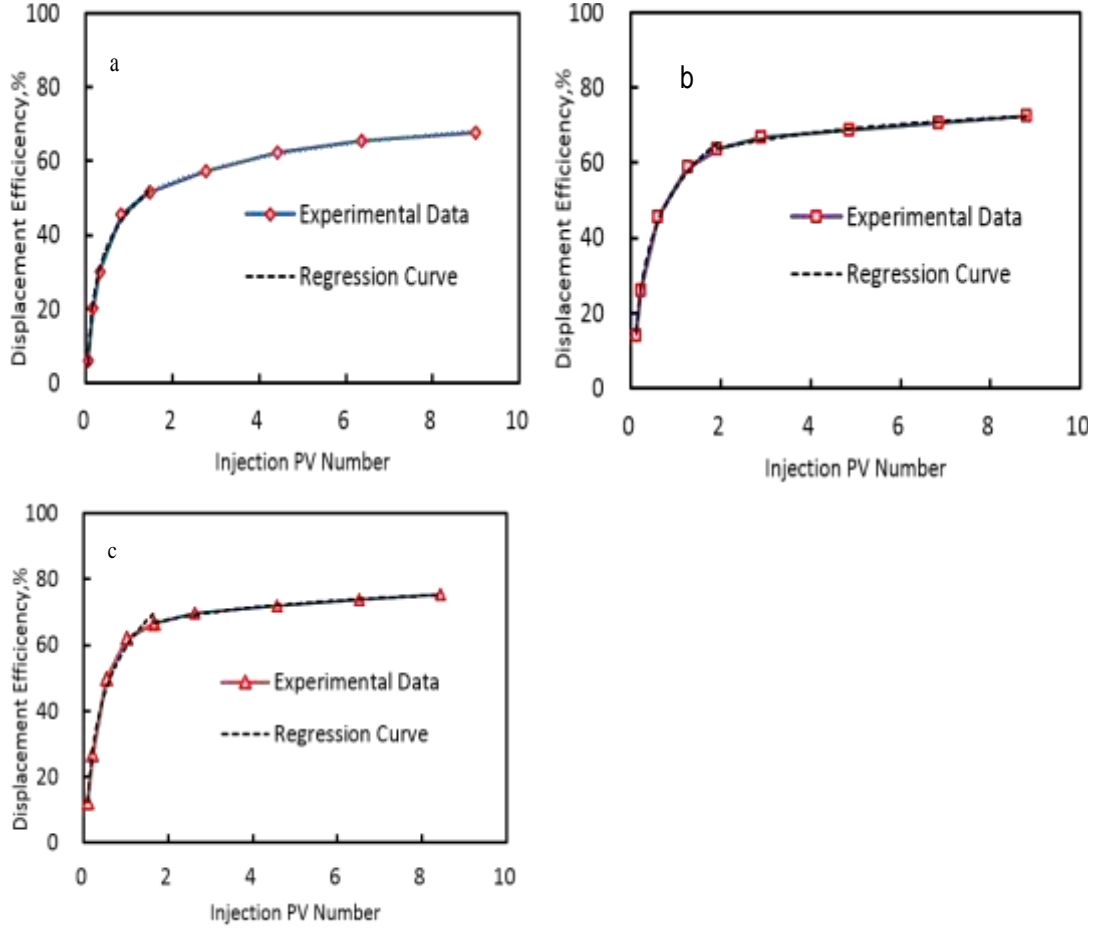 a
100
80
60
40
20
0
Displacement Efficicency,%
Experimental Data
Regression Curve
0 2 4 6 8 10
Injection PV Number
b
100
80
60
40
20
0
Displacement Efficicency,%
Experimental Data
Regression Curve
0 2 4 6 8 10
Injection PV Number
c
100
80
60
40
20
0
Displacement Efficicency,%
Experimental Data
Regression Curve
0 2 4 6 8 10
Injection PV Number